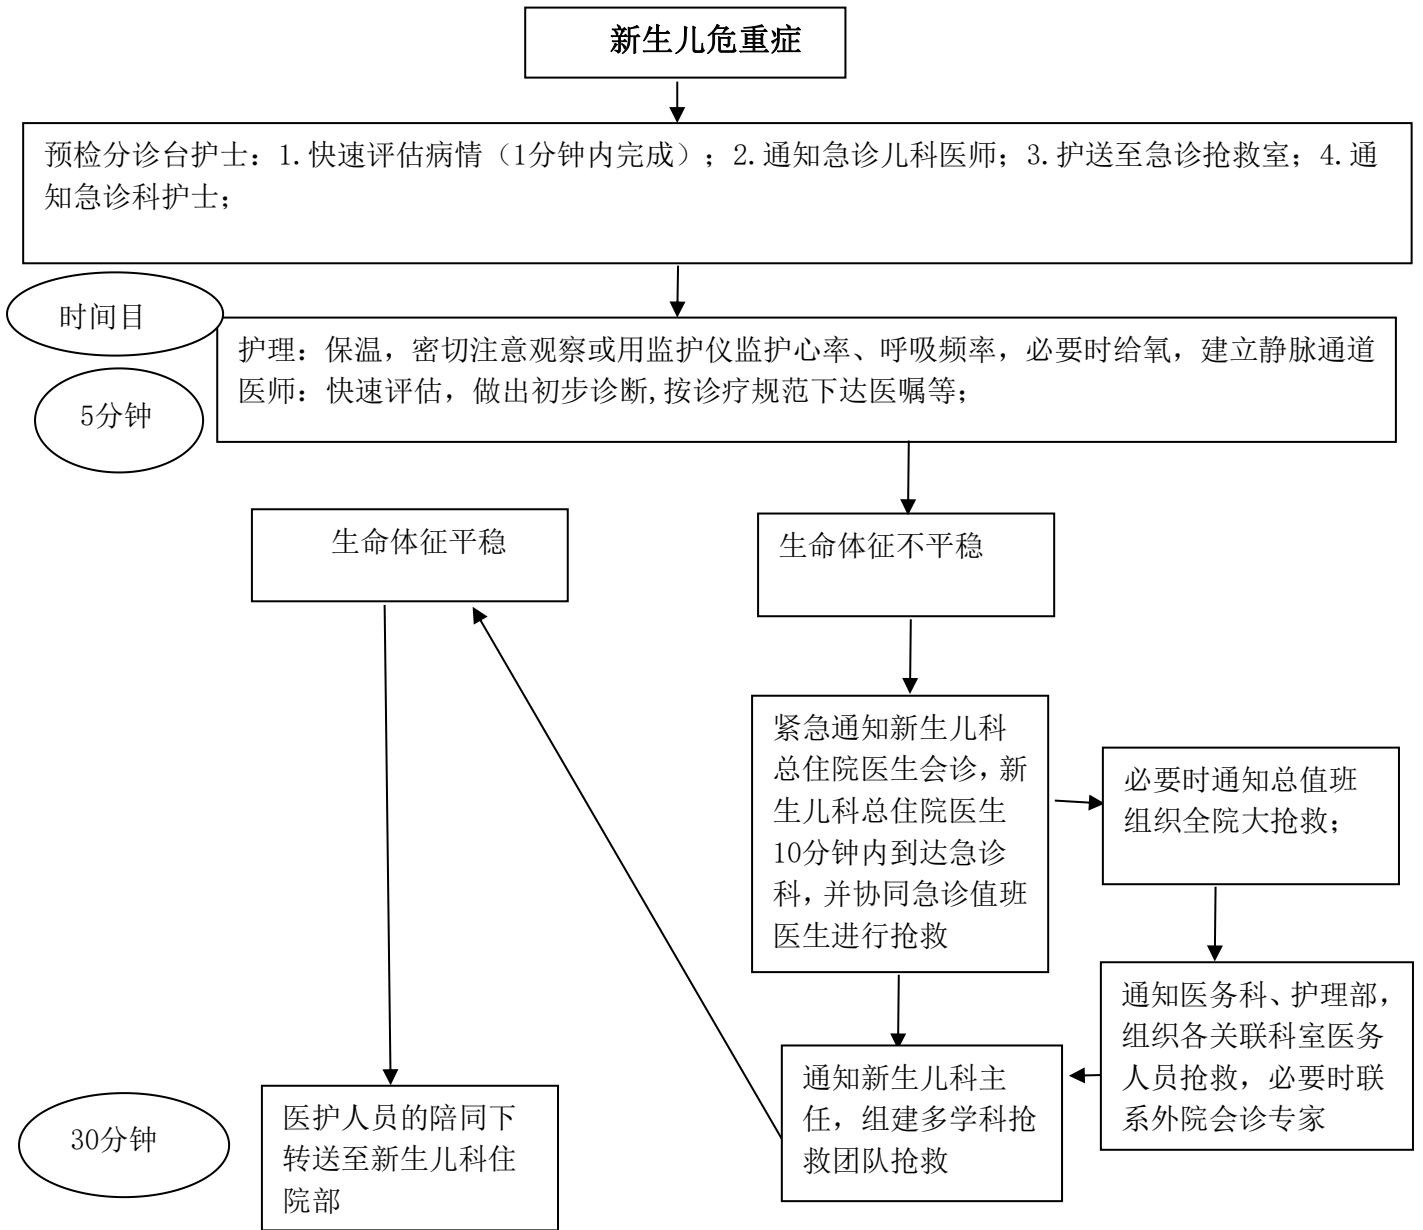 新生儿危重症
预检分诊台护士：1.快速评估病情（1分钟内完成）；2.通知急诊儿科医师；3.护送至急诊抢救室；4.通
知急诊科护士；
时间目
护理：保温，密切注意观察或用监护仪监护心率、呼吸频率，必要时给氧，建立静脉通道
医师：快速评估，做出初步诊断,按诊疗规范下达医嘱等；
5分钟
生命体征平稳
生命体征不平稳
紧急通知新生儿科
总住院医生会诊，新
生儿科总住院医生
10分钟内到达急诊
科，并协同急诊值班
医生进行抢救
必要时通知总值班
组织全院大抢救；
通知医务科、护理部，
组织各关联科室医务
人员抢救，必要时联
系外院会诊专家
通知新生儿科主
任，组建多学科抢
救团队抢救
30分钟
医护人员的陪同下
转送至新生儿科住
院部